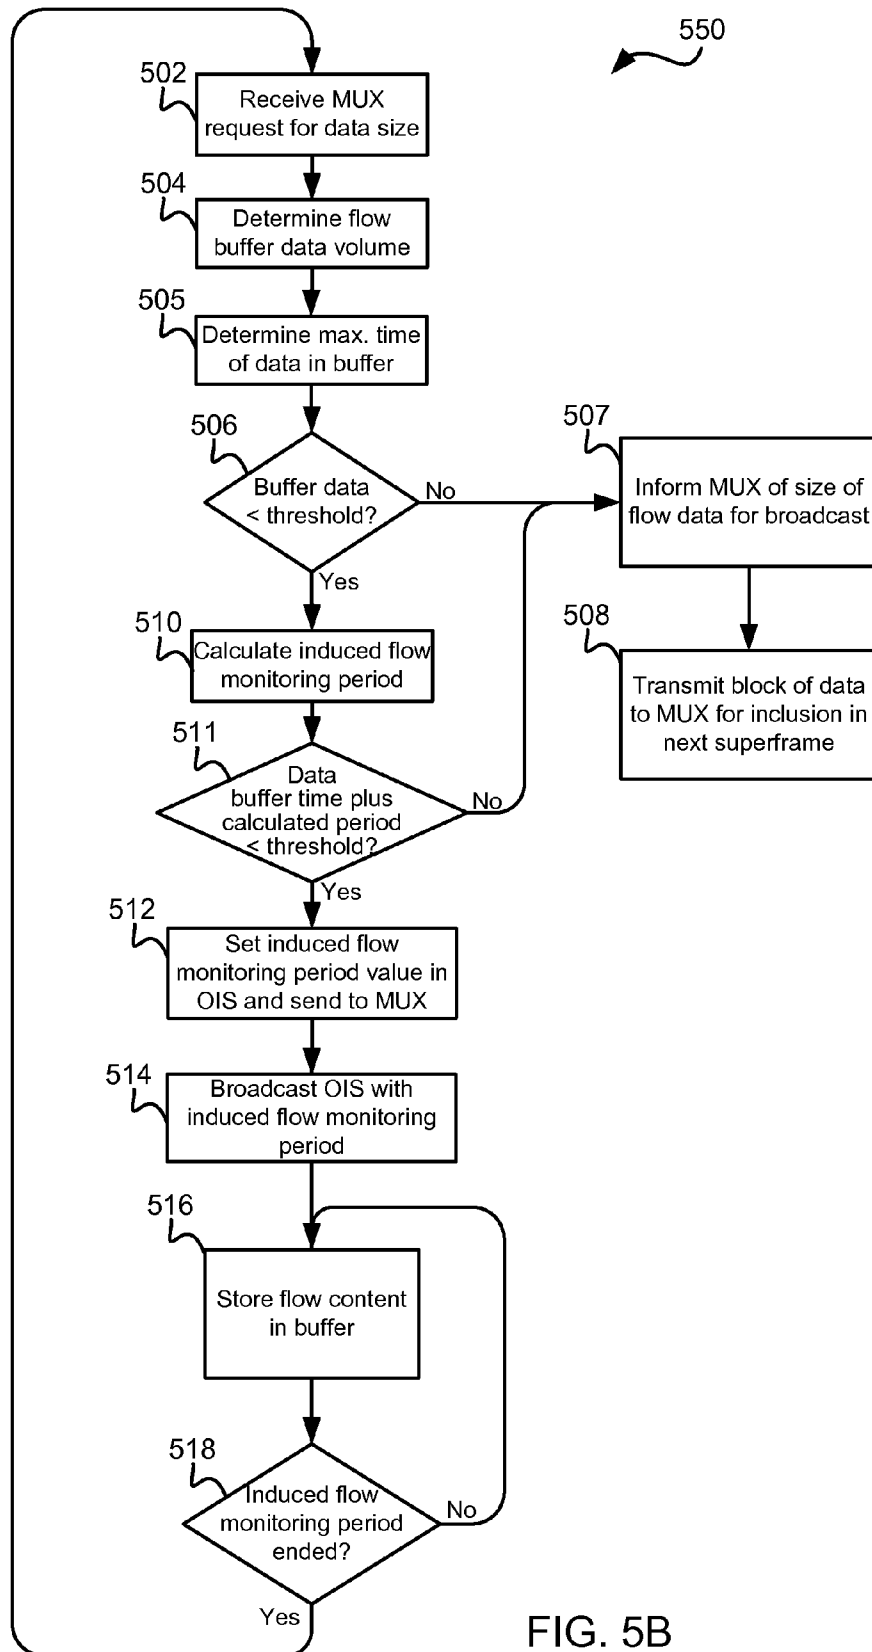 550
502
Receive MUX
request for data size
504
Determine flow
buffer data volume
505
Determine max. time
of data in buffer
506
Buffer data
< threshold?
No
Yes
507
Inform MUX of size of
flow data for broadcast
508
Transmit block of data
to MUX for inclusion in
next superframe
510
Calculate induced flow
monitoring period
511
Data
buffer time plus
calculated period
< threshold?
No
Yes
512
Set induced flow
monitoring period value in
OIS and send to MUX
514
Broadcast OIS with
induced flow monitoring
period
516
Store flow content
in buffer
518
Induced flow
monitoring period
ended?
No
Yes
FIG. 5B